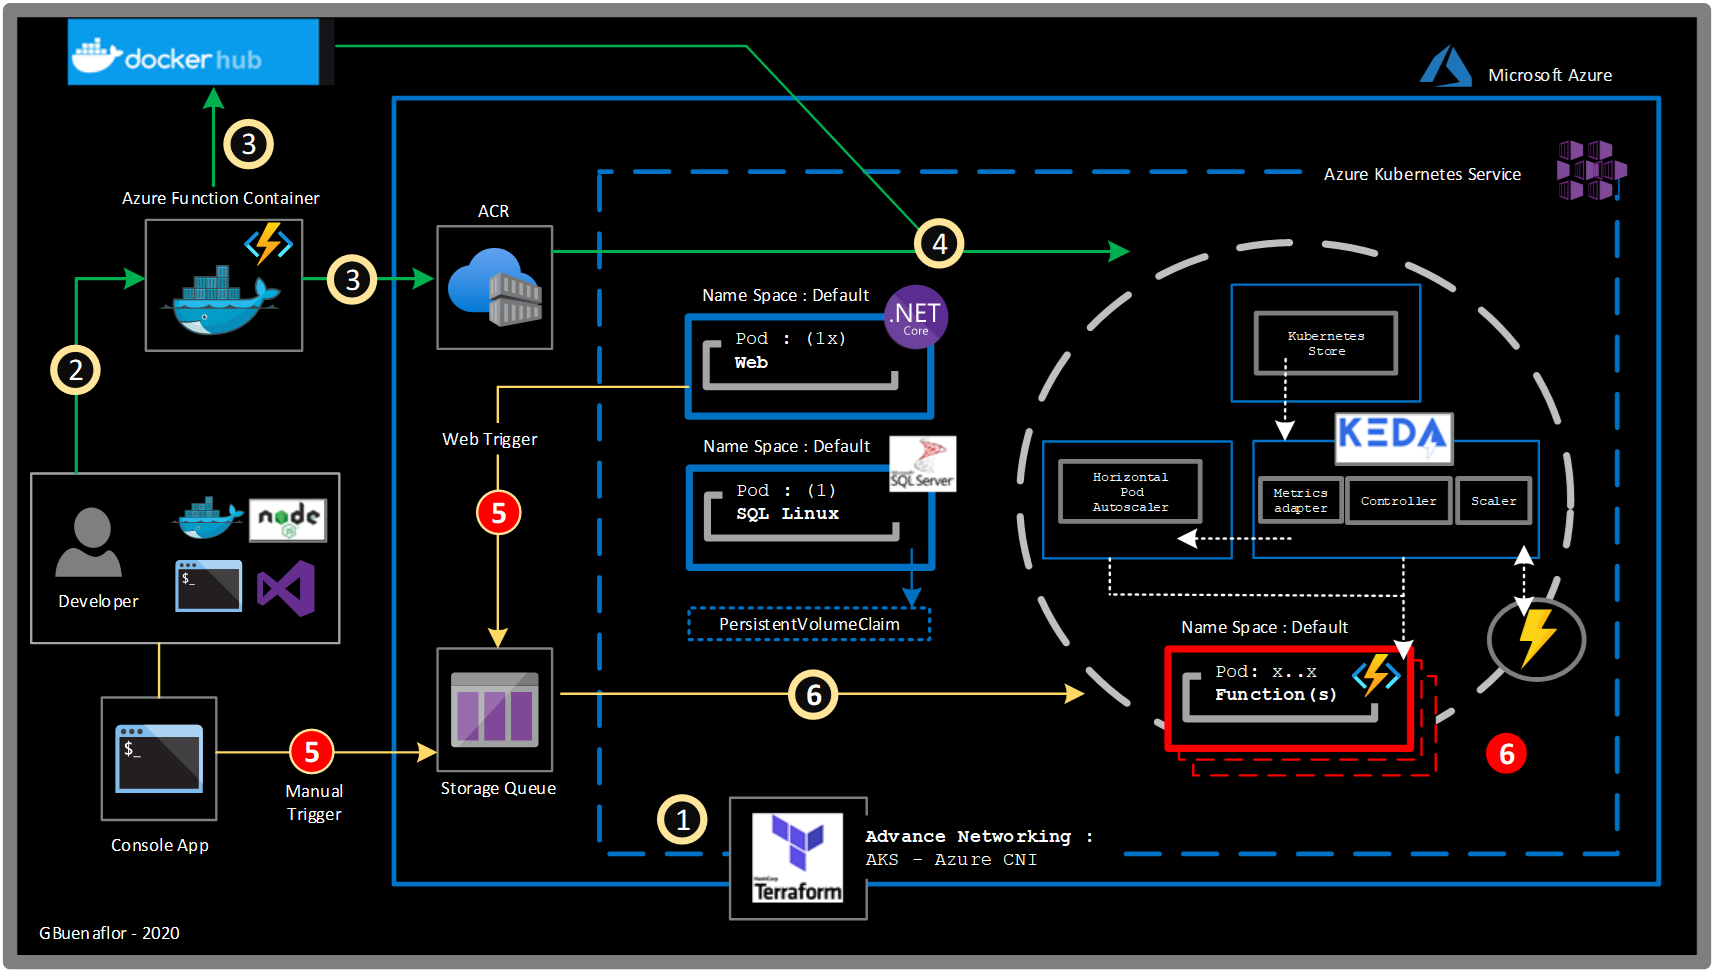 docker hub
Microsoft Azure
3
Azure Kubernetes Service
Azure Function Container
ACR
3
4
Name Space : Default
.NET
Core
Pod : (1x)
Web
Kubernetes
Store
2
Web Trigger
Name Space : Default
Microsoft
SQL Server
Pod : (1)
SQL Linux
KEDA
Horizontal
Pod
Autoscaler
Metrics
adapter
Controller
Scaler
5
node
JS
$_
Developer
PersistentVolumeClaim
Name Space : Default
Pod: x..x
Function(s)
6
6
$_
5
Manual
Trigger
Storage Queue
Console App
1
Advance Networking :
AKS - Azure CNI
HashiCorp
Terraform
GBuenaflor - 2020